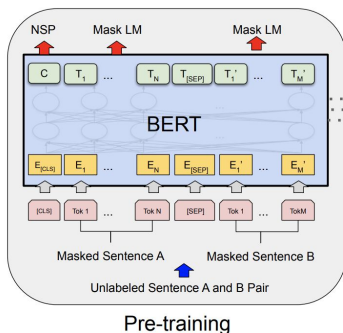 NSP Mask LM Mask LM
C T1 ... TN T[SEP] T1' ... TM'
BERT
E[CLS] E1 ... EN E[SEP] E1' ... EM'
[CLS] Tok 1 ... Tok N [SEP] Tok 1 ... TokM
Masked Sentence A Masked Sentence B
Unlabeled Sentence A and B Pair
Pre-training